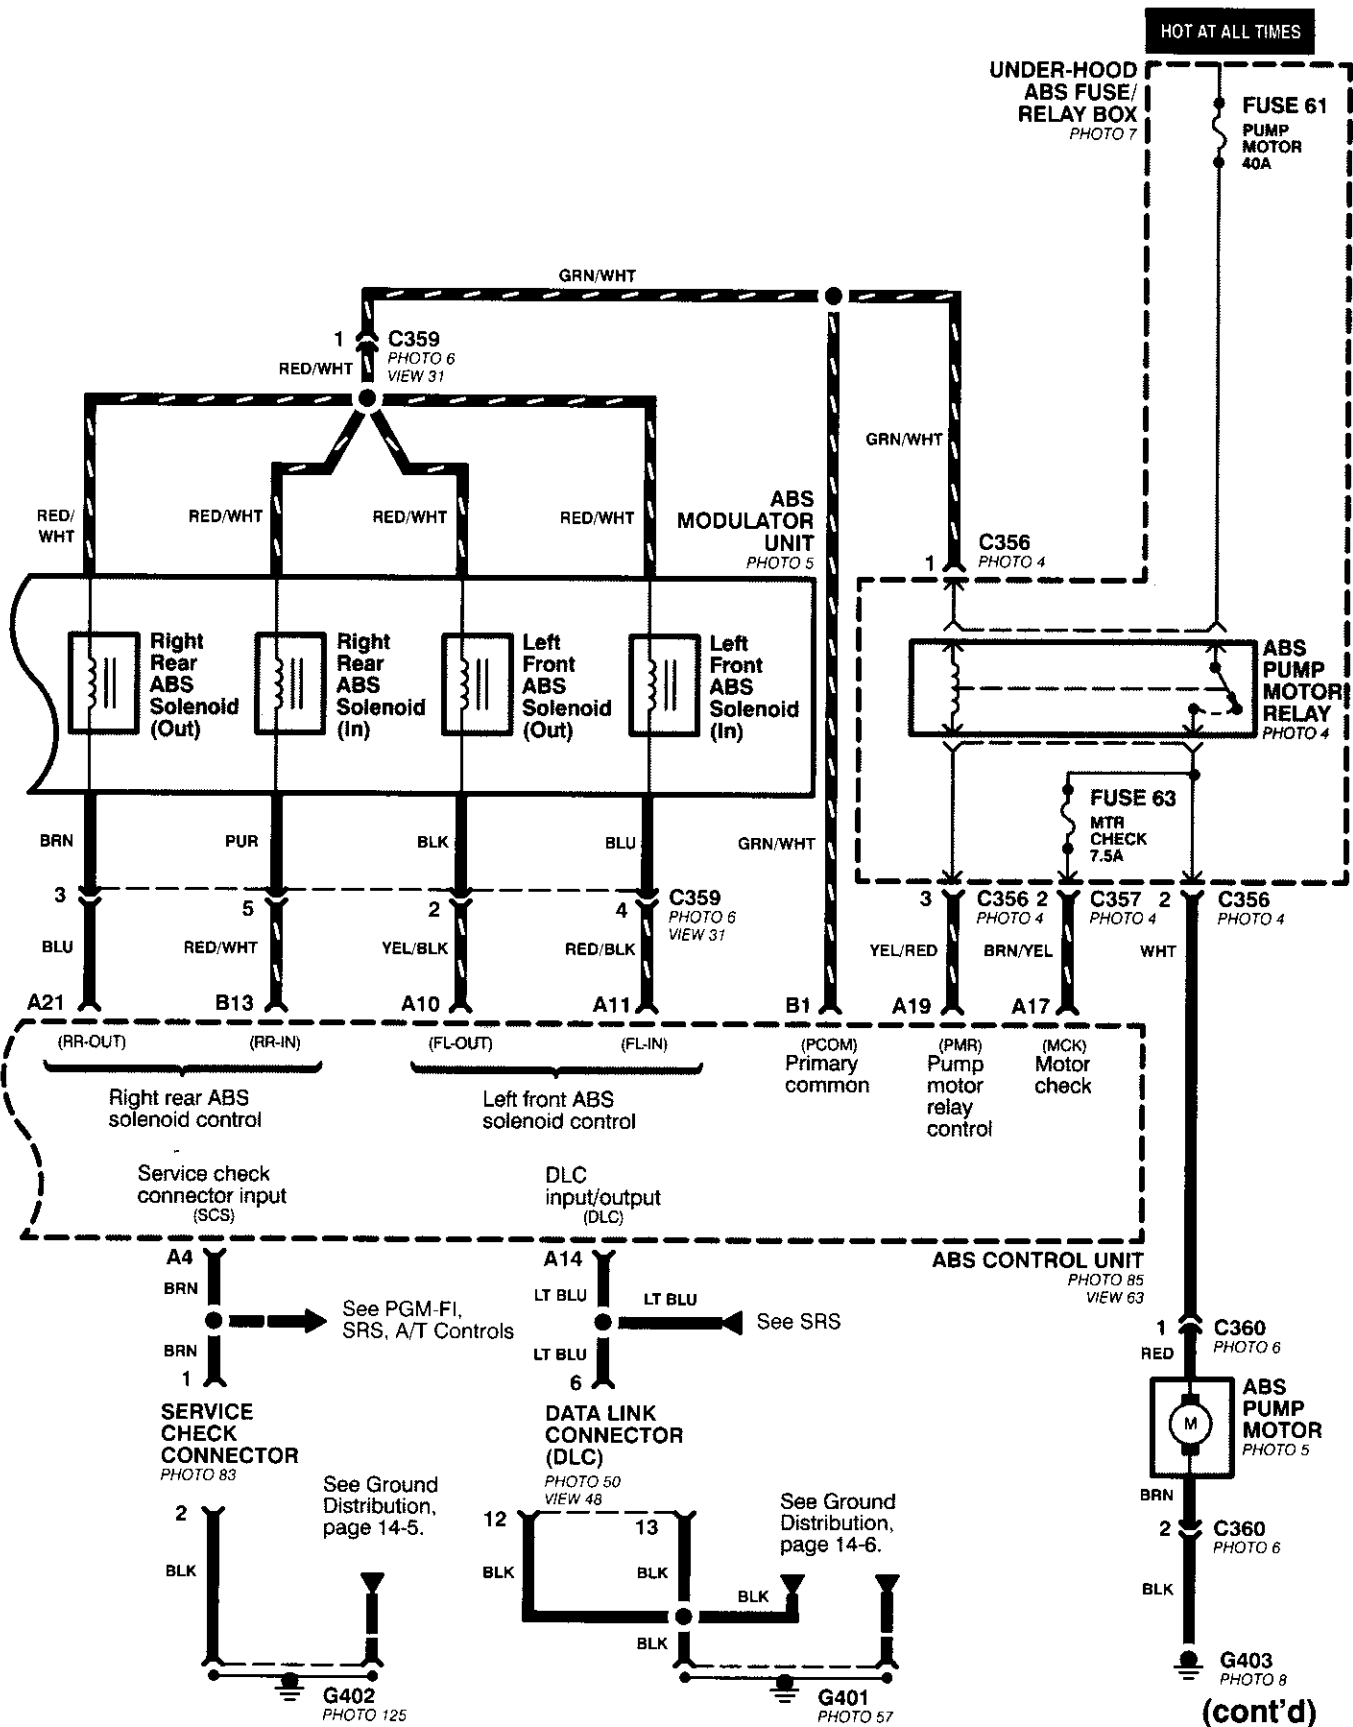 HOT AT ALL TIMES
UNDER-HOOD
ABS FUSE/
RELAY BOX
PHOTO 7
FUSE 61
PUMP
MOTOR
40A
GRN/WHT
1
C359
PHOTO 6
VIEW 31
RED/WHT
GRN/WHT
RED/
WHT
RED/WHT
RED/WHT
RED/WHT
ABS
MODULATOR
UNIT
PHOTO 5
1
C356
PHOTO 4
Right
Rear
ABS
Solenoid
(Out)
Right
Rear
ABS
Solenoid
(In)
Left
Front
ABS
Solenoid
(Out)
Left
Front
ABS
Solenoid
(In)
ABS
PUMP
MOTOR
RELAY
PHOTO 4
FUSE 63
MTR
CHECK
7.5A
BRN
PUR
BLK
BLU
GRN/WHT
3
5
2
4
C359
PHOTO 6
VIEW 31
3
C356
PHOTO 4
2
C357
PHOTO 4
2
C356
PHOTO 4
BLU
RED/WHT
YEL/BLK
RED/BLK
YEL/RED
BRN/YEL
WHT
A21
B13
A10
A11
B1
A19
A17
(RR-OUT)
(RR-IN)
(FL-OUT)
(FL-IN)
(PCOM)
Primary
common
(PMR)
Pump
motor
relay
control
(MCK)
Motor
check
Right rear ABS
solenoid control
Left front ABS
solenoid control
Service check
connector input
(SCS)
DLC
input/output
(DLC)
ABS CONTROL UNIT
PHOTO 85
VIEW 63
A4
BRN
See PGM-FI,
SRS, A/T Controls
BRN
1
A14
LT BLU
LT BLU
See SRS
LT BLU
6
1
C360
PHOTO 6
RED
SERVICE
CHECK
CONNECTOR
PHOTO 83
DATA LINK
CONNECTOR
(DLC)
PHOTO 50
VIEW 48
ABS
PUMP
MOTOR
PHOTO 5
M
BRN
2
C360
PHOTO 6
See Ground
Distribution,
page 14-5.
See Ground
Distribution,
page 14-6.
2
12
13
BLK
BLK
BLK
BLK
BLK
BLK
G402
PHOTO 125
G401
PHOTO 57
G403
PHOTO 8
(cont'd)